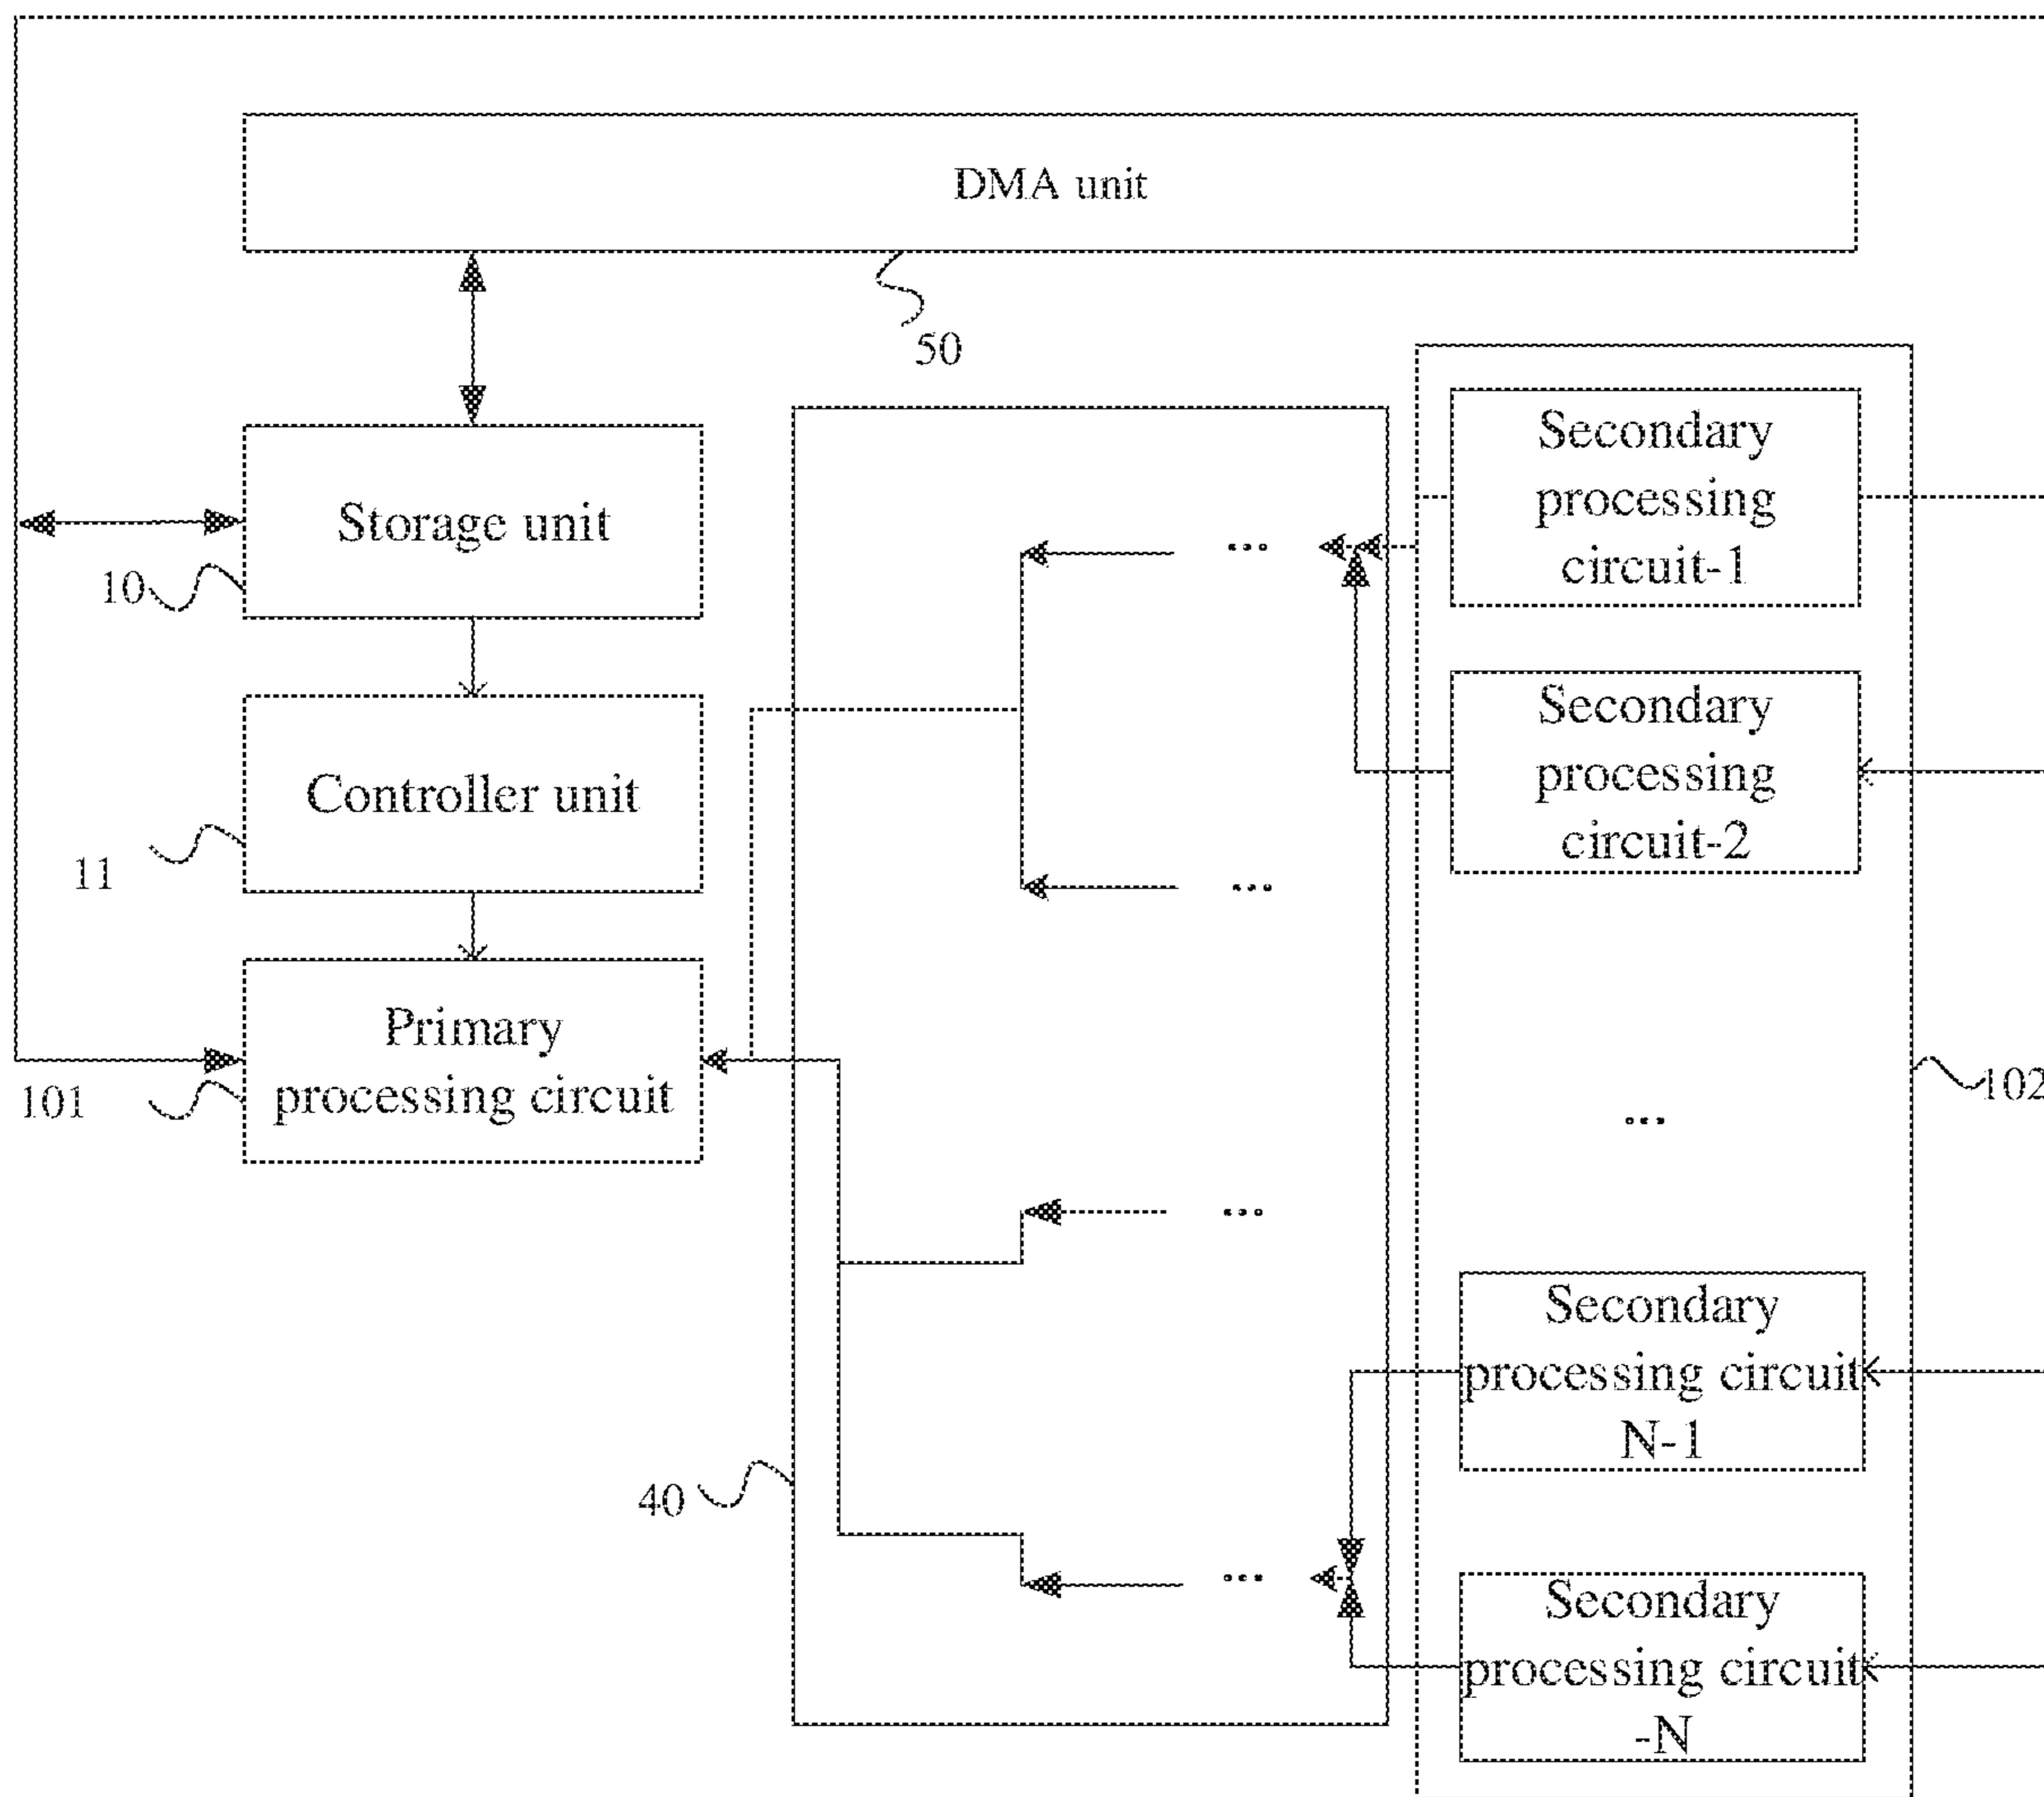 DMA unit
50
Storage unit
10
Controller unit
11
Primary
processing circuit
101
...
...
...
...
40
Secondary
processing
circuit-1
Secondary
processing
circuit-2
...
102
Secondary
processing circuit
N-1
Secondary
processing circuit
-N